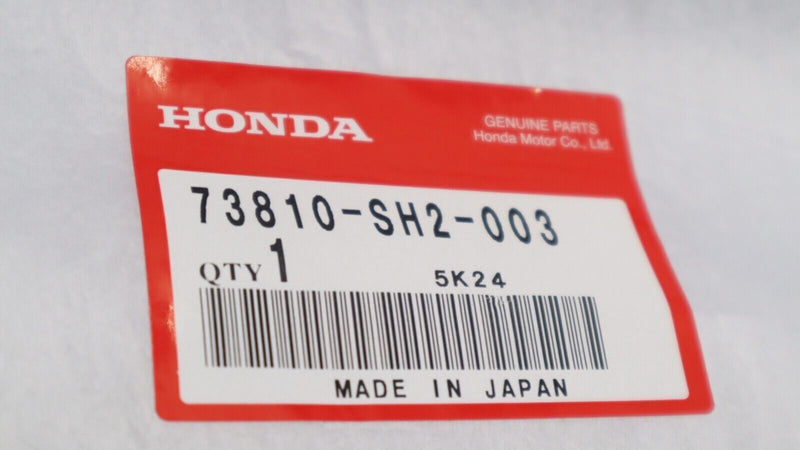 HONDA
GENUINE PARTS
Honda Motor Co., Ltd.
73810-SH2-003
QTY 1
5K24
MADE IN JAPAN